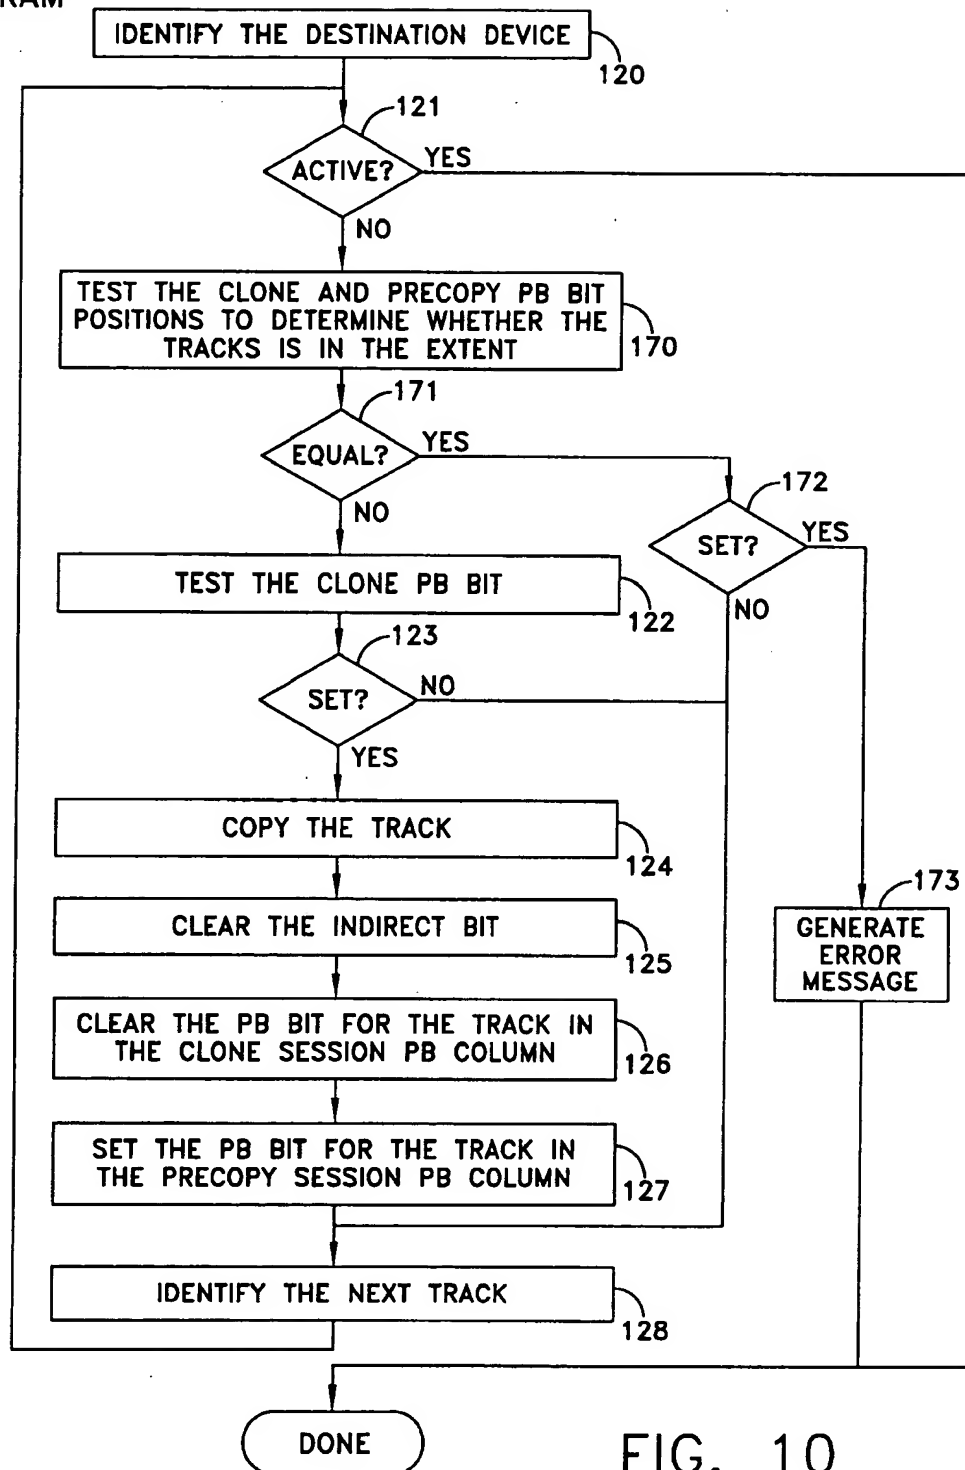 IDENTIFY THE DESTINATION DEVICE
120
121
ACTIVE?
YES
NO
TEST THE CLONE AND PRECOPY PB BIT
POSITIONS TO DETERMINE WHETHER THE
TRACKS IS IN THE EXTENT
170
171
EQUAL?
YES
NO
172
SET?
YES
NO
TEST THE CLONE PB BIT
122
123
SET?
NO
YES
COPY THE TRACK
124
CLEAR THE INDIRECT BIT
125
173
GENERATE
ERROR
MESSAGE
CLEAR THE PB BIT FOR THE TRACK IN
THE CLONE SESSION PB COLUMN
126
SET THE PB BIT FOR THE TRACK IN
THE PRECOPY SESSION PB COLUMN
127
IDENTIFY THE NEXT TRACK
128
DONE
FIG. 10